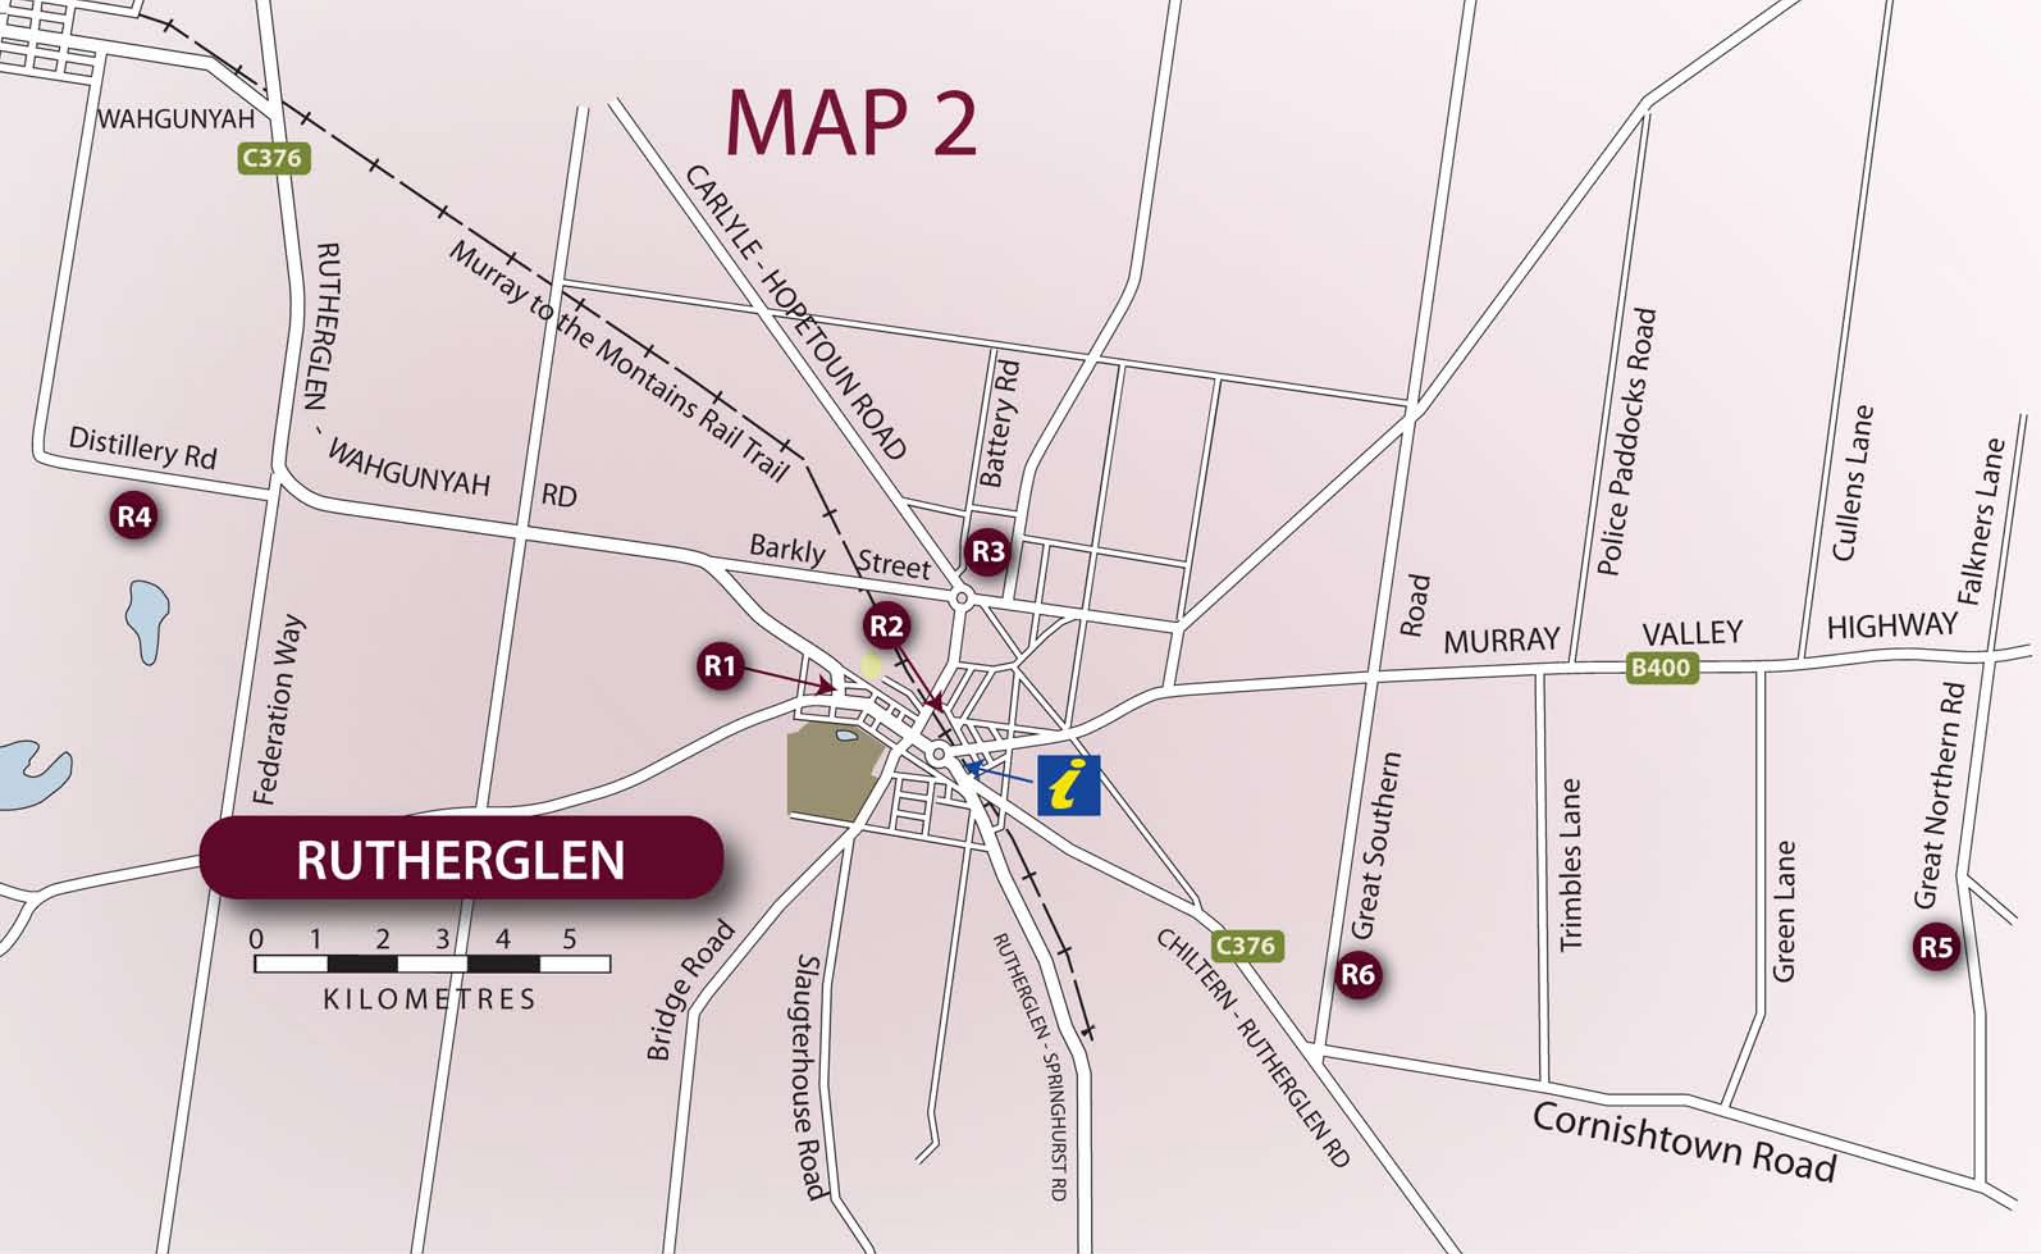 MAP 2
WAHGUNYAH
C376
CARLYLE - HOPETOUN ROAD
RUTHERGLEN - WAHGUNYAH RD
Murray to the Montains Rail Trail
Battery Rd
Police Paddocks Road
Cullens Lane
Falkners Lane
Distillery Rd
R4
R3
Barkly Street
R2
R1
Federation Way
Great Southern Road
MURRAY VALLEY HIGHWAY
B400
i
Trimbles Lane
Green Lane
Great Northern Rd
RUTHERGLEN
0 1 2 3 4 5
KILOMETRES
Bridge Road
Slaugterhouse Road
RUTHERGLEN - SPRINGHURST RD
CHILTERN - RUTHERGLEN RD
C376
R6
R5
Cornishtown Road